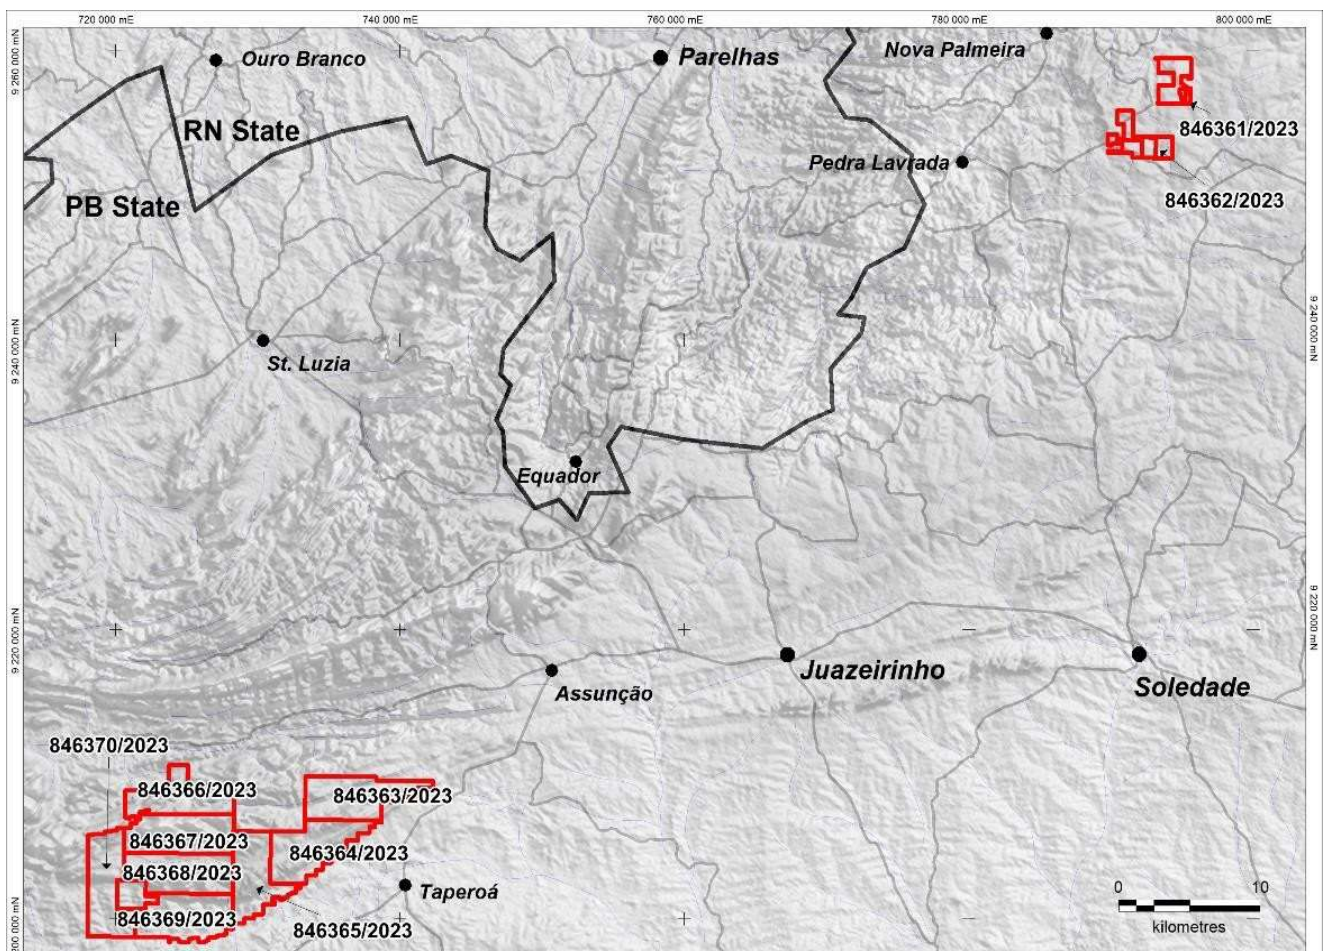 720 000 mE
740 000 mE
760 000 mE
780 000 mE
800 000 mE
9 260 000 mN
Ouro Branco
Parelhas
Nova Palmeira
RN State
846361/2023
Pedra Lavrada
PB State
846362/2023
9 240 000 mN
9 240 000 mN
St. Luzia
Equador
9 220 000 mN
9 220 000 mN
Juazeirinho
Assunção
Soledade
846370/2023
846366/2023
846363/2023
846367/2023
846364/2023
846368/2023
Taperoá
846369/2023
846365/2023
200 000 mN
0
10
kilometres